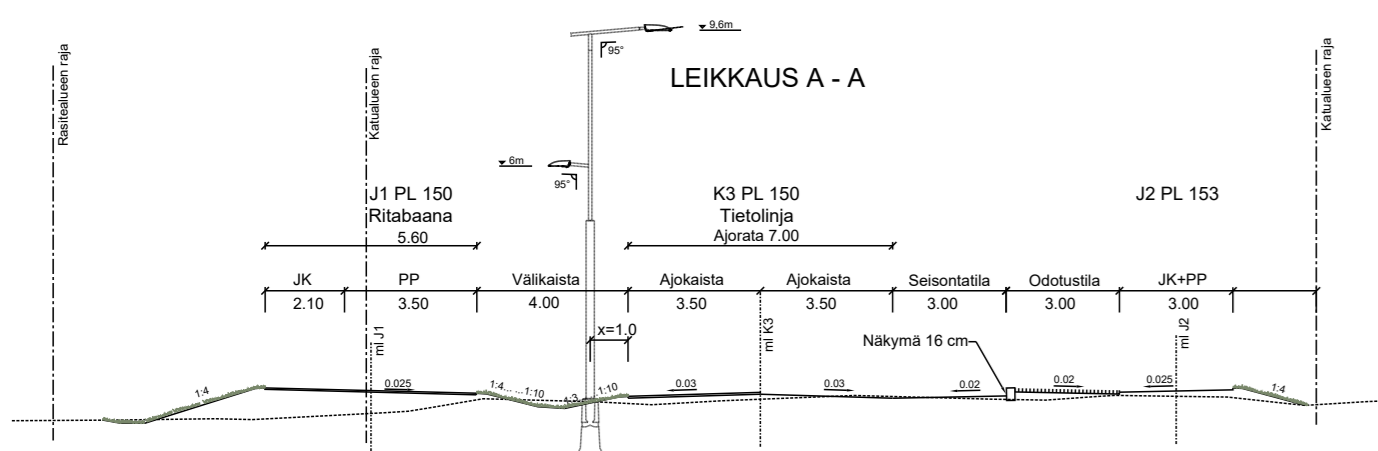 9,6m
95°
LEIKKAUS A - A
Rasitealueen raja
Katualueen raja
Katualueen raja
6m
95°
J1 PL 150
Ritabaana
5.60
K3 PL 150
Tietolinja
Ajorata 7.00
J2 PL 153
JK
PP
Välikaista
Ajokaista
Ajokaista
Seisontatila
Odotustila
JK+PP
2.10
3.50
4.00
3.50
3.50
3.00
3.00
3.00
x=1.0
ml J1
ml K3
ml J2
Näkymä 16 cm
1:4
0.025
1:4......1:10
1:3
1:10
0.03
0.03
0.02
0.02
0.025
1:4